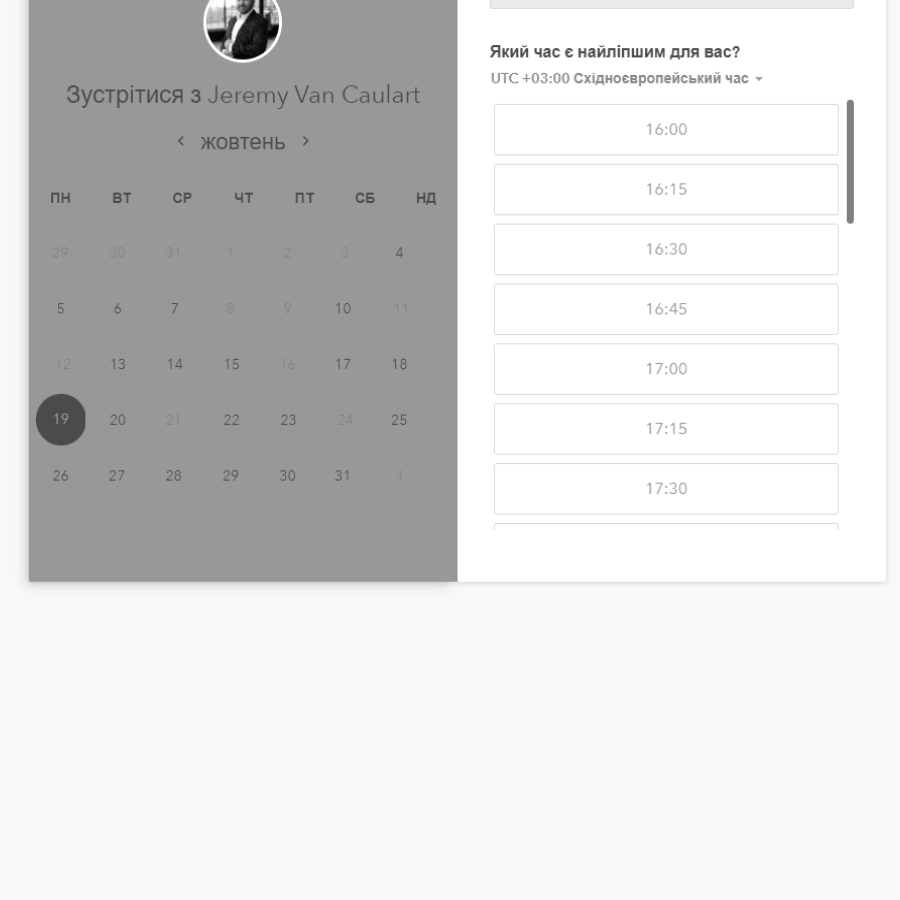 Зустрітися з Jeremy Van Caulart
жовтень
ПН ВТ СР ЧТ ПТ СБ НД
29 30 31 1 2 3 4
5 6 7 8 9 10 11
12 13 14 15 16 17 18
19 20 21 22 23 24 25
26 27 28 29 30 31 1
Який час є найліпшим для вас?
UTC +03:00 Східноєвропейський час
16:00
16:15
16:30
16:45
17:00
17:15
17:30